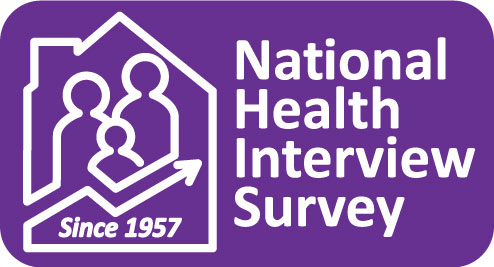 National
Health
Interview
Survey
Since 1957